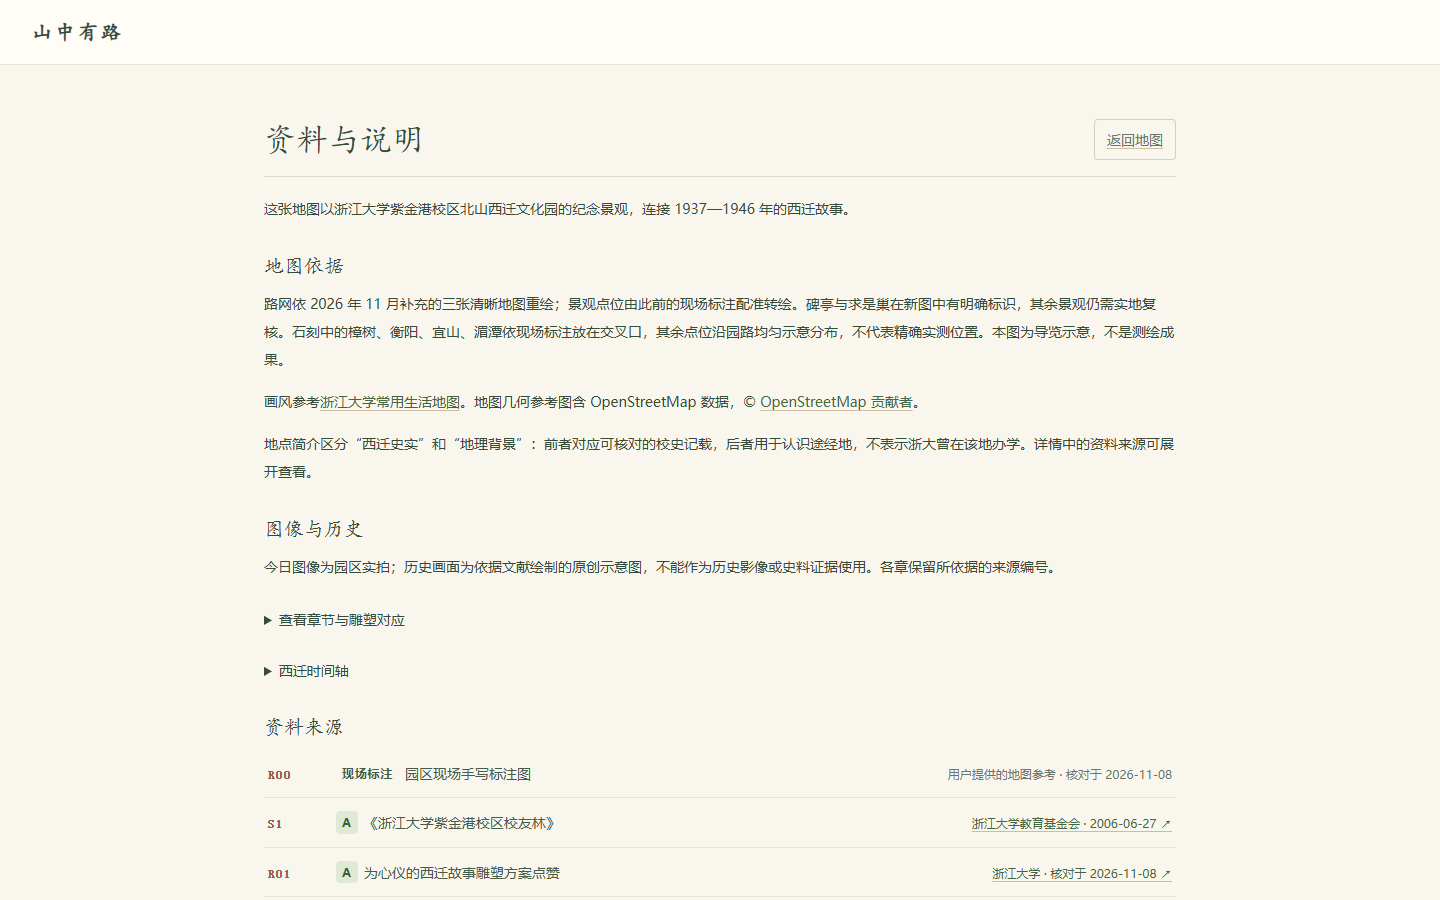 山中有路
资料与说明
返回地图
这张地图以浙江大学紫金港校区北山西迁文化园的纪念景观，连接 1937—1946 年的西迁故事。
地图依据
路网依 2026 年 11 月补充的三张清晰地图重绘；景观点位由此前的现场标注配准转绘。碑亭与求是巢在新图中有明确标识，其余景观仍需实地复
核。石刻中的樟树、衡阳、宜山、湄潭依现场标注放在交叉口，其余点位沿园路均匀示意分布，不代表精确实测位置。本图为导览示意，不是测绘成
果。
画风参考浙江大学常用生活地图。地图几何参考图含 OpenStreetMap 数据，© OpenStreetMap 贡献者。
地点简介区分“西迁史实”和“地理背景”：前者对应可核对的校史记载，后者用于认识途经地，不表示浙大曾在该地办学。详情中的资料来源可展
开查看。
图像与历史
今日图像为园区实拍；历史画面为依据文献绘制的原创示意图，不能作为历史影像或史料证据使用。各章保留所依据的来源编号。
▶ 查看章节与雕塑对应
▶ 西迁时间轴
资料来源
R00 现场标注 园区现场手写标注图 用户提供的地图参考 · 核对于 2026-11-08
S1 A 《浙江大学紫金港校区校友林》 浙江大学教育基金会 · 2006-06-27 ↗
R01 A 为心仪的西迁故事雕塑方案点赞 浙江大学 · 核对于 2026-11-08 ↗